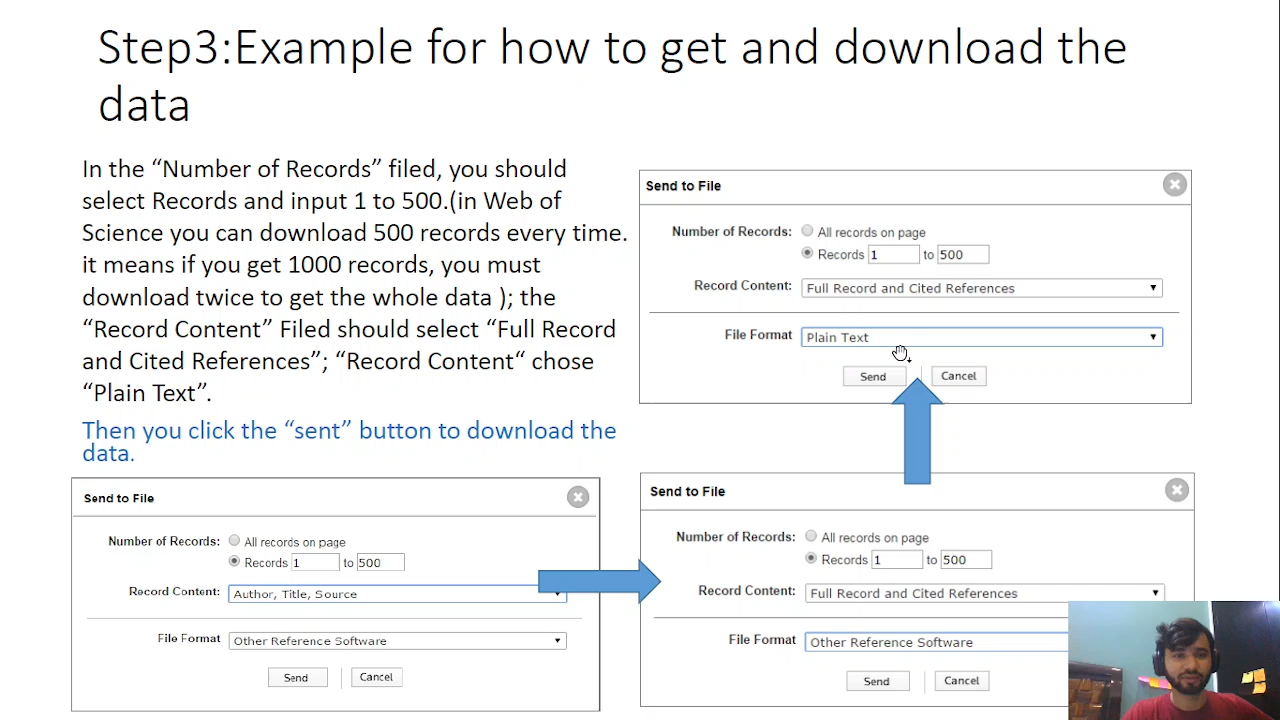 Step3:Example for how to get and download the
data
In the “Number of Records” filed, you should
select Records and input 1 to 500.(in Web of
Science you can download 500 records every time.
it means if you get 1000 records, you must
download twice to get the whole data ); the
“Record Content” Filed should select “Full Record
and Cited References”; “Record Content“ chose
“Plain Text”.
Then you click the “sent” button to download the
data.
Send to File
Number of Records: All records on page
Records 1 to 500
Record Content: Author, Title, Source
File Format Other Reference Software
Send Cancel
Send to File
Number of Records: All records on page
Records 1 to 500
Record Content: Full Record and Cited References
File Format Other Reference Software
Send Cancel
Send to File
Number of Records: All records on page
Records 1 to 500
Record Content: Full Record and Cited References
File Format Plain Text
Send Cancel